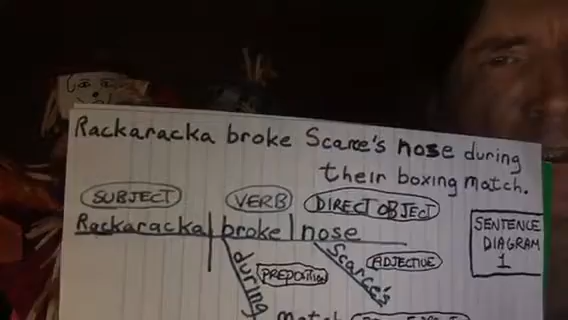 Rackaracka broke Scarce's nose during
their boxing match.
SUBJECT VERB DIRECT OBJECT
Rackaracka broke nose
SENTENCE
DIAGRAM
1
Scarce's
ADJECTIVE
during
PREPOSITION
match